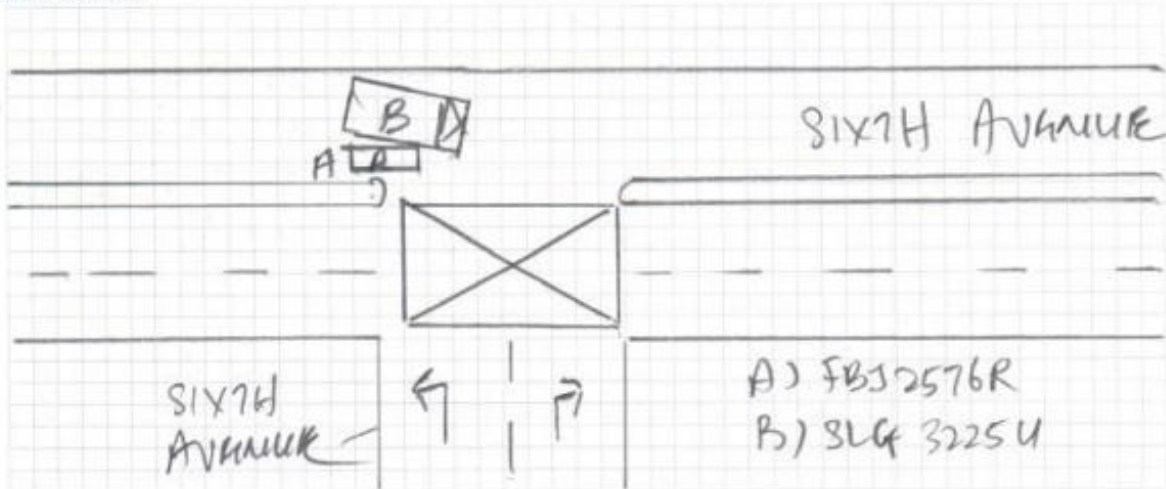 B
SIXTH AVENUE
A
SIXTH
AVENUE
A) FBJ2576R
B) SLG 3225U